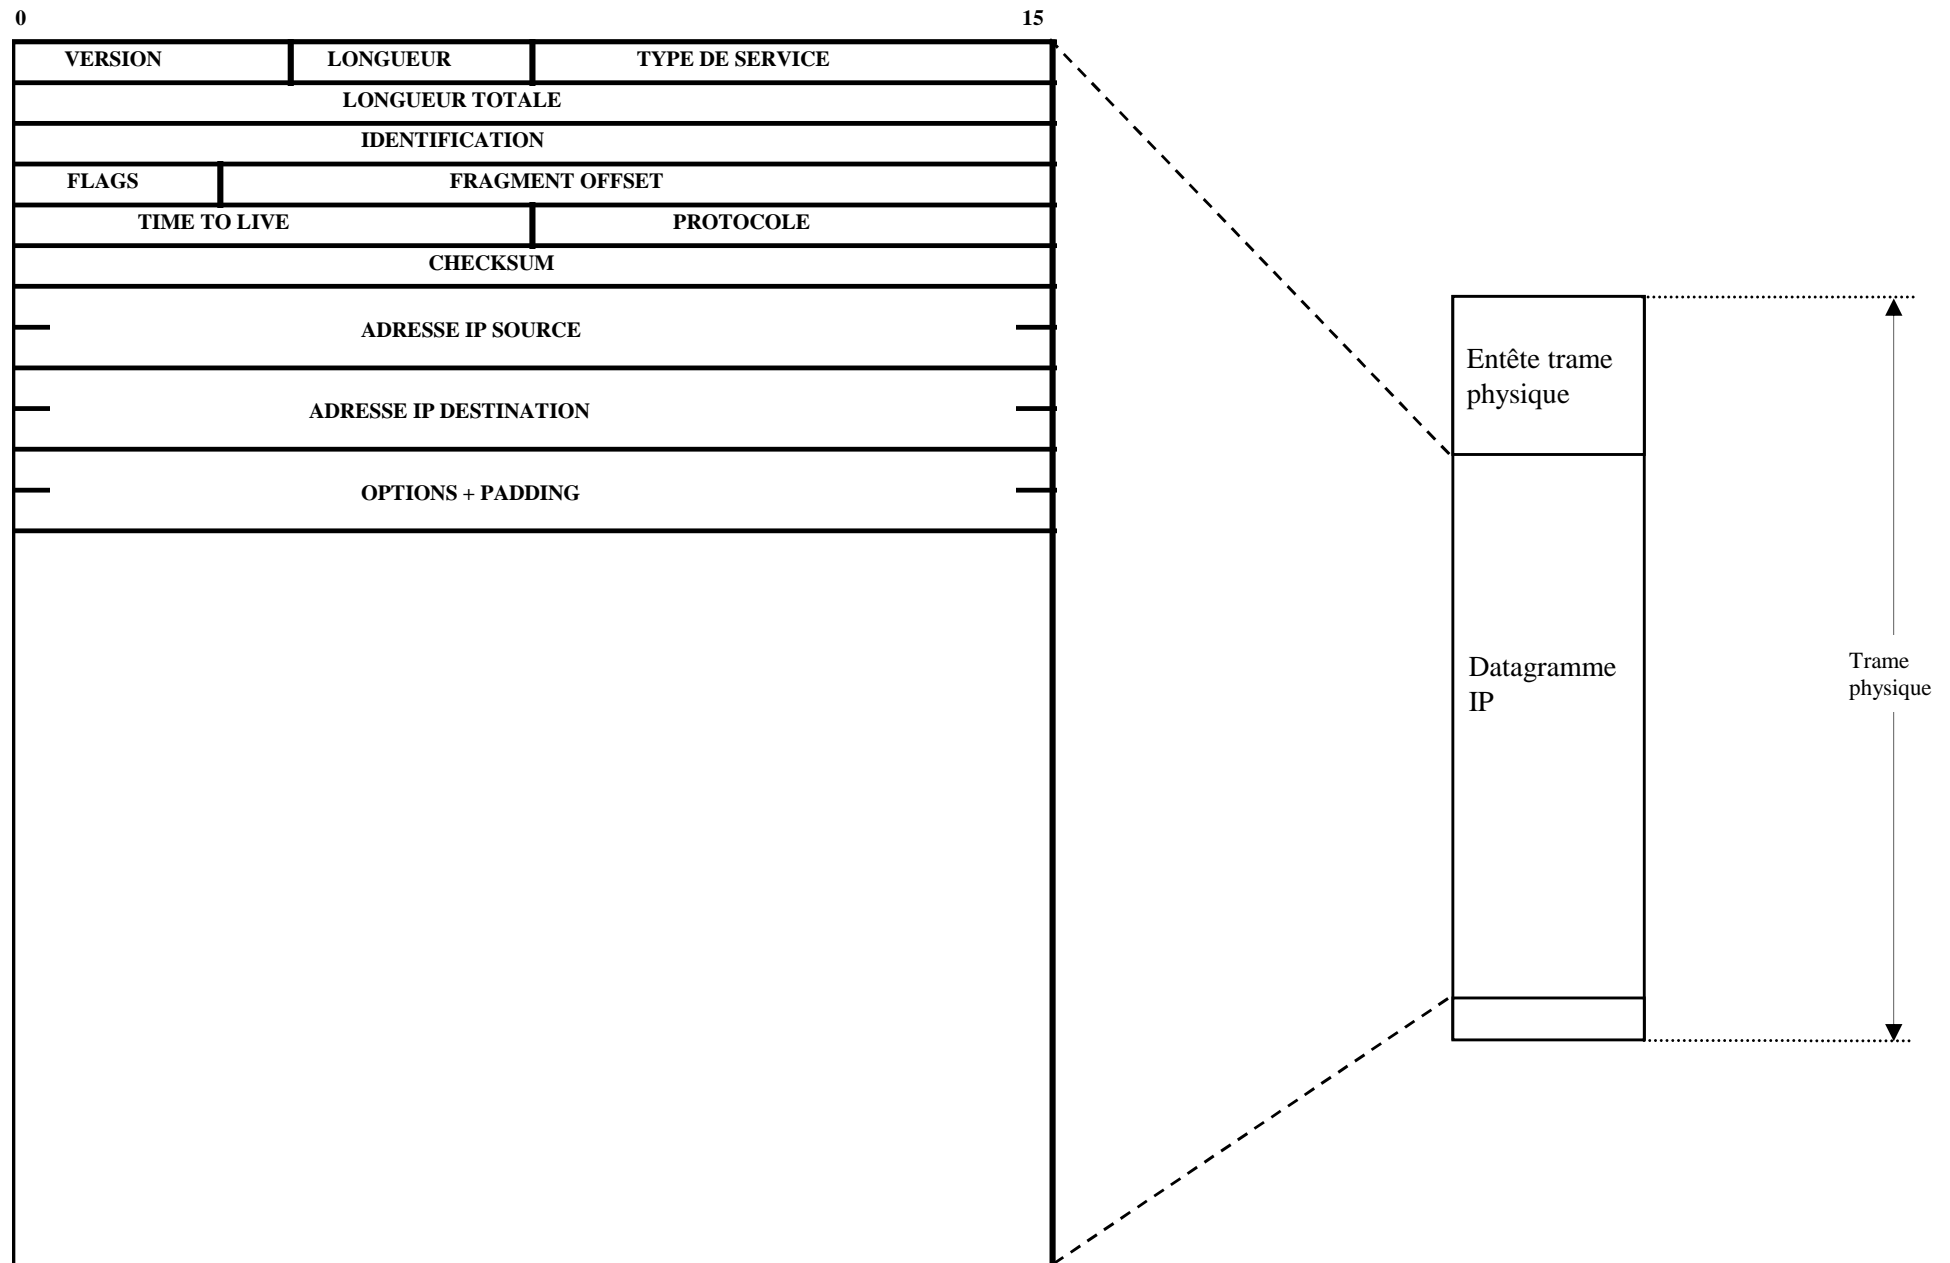 0 15
VERSION LONGUEUR TYPE DE SERVICE
LONGUEUR TOTALE
IDENTIFICATION
FLAGS FRAGMENT OFFSET
TIME TO LIVE PROTOCOLE
CHECKSUM
ADRESSE IP SOURCE
ADRESSE IP DESTINATION
OPTIONS + PADDING
Entête trame
physique
Datagramme
IP
Trame
physique